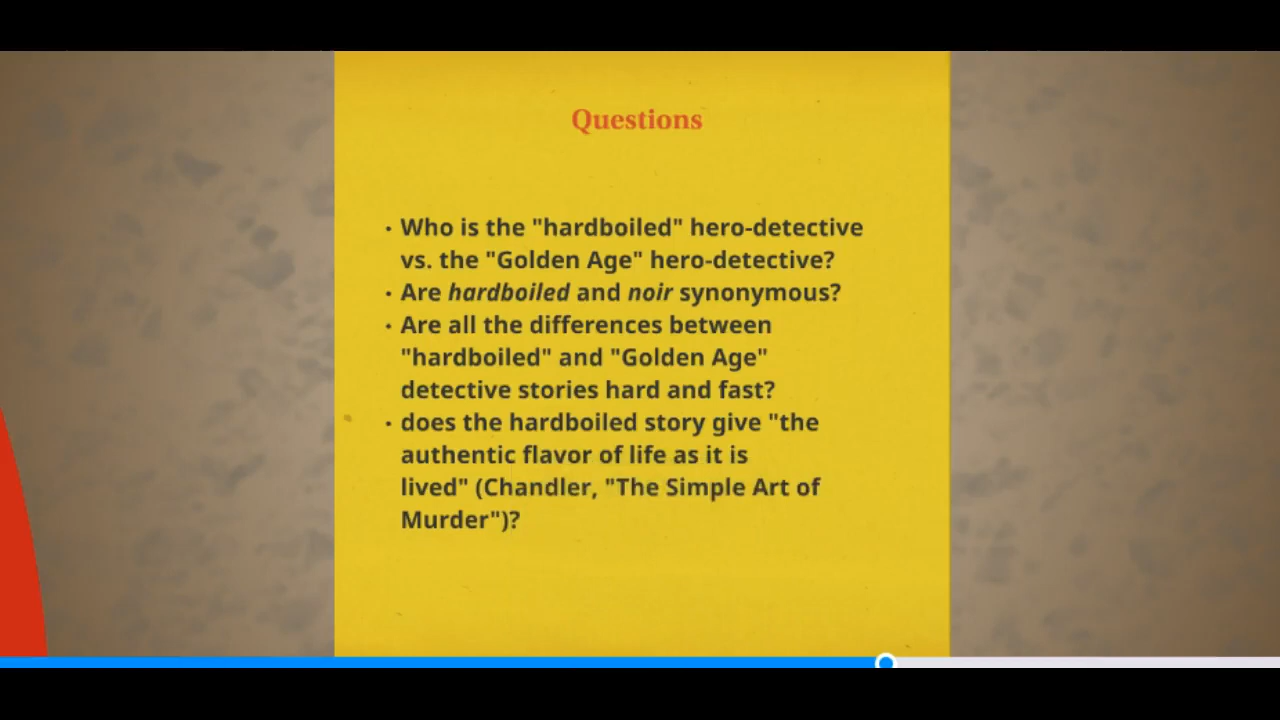 Questions
· Who is the "hardboiled" hero-detective
vs. the "Golden Age" hero-detective?
· Are hardboiled and noir synonymous?
· Are all the differences between
"hardboiled" and "Golden Age"
detective stories hard and fast?
· does the hardboiled story give "the
authentic flavor of life as it is
lived" (Chandler, "The Simple Art of
Murder")?